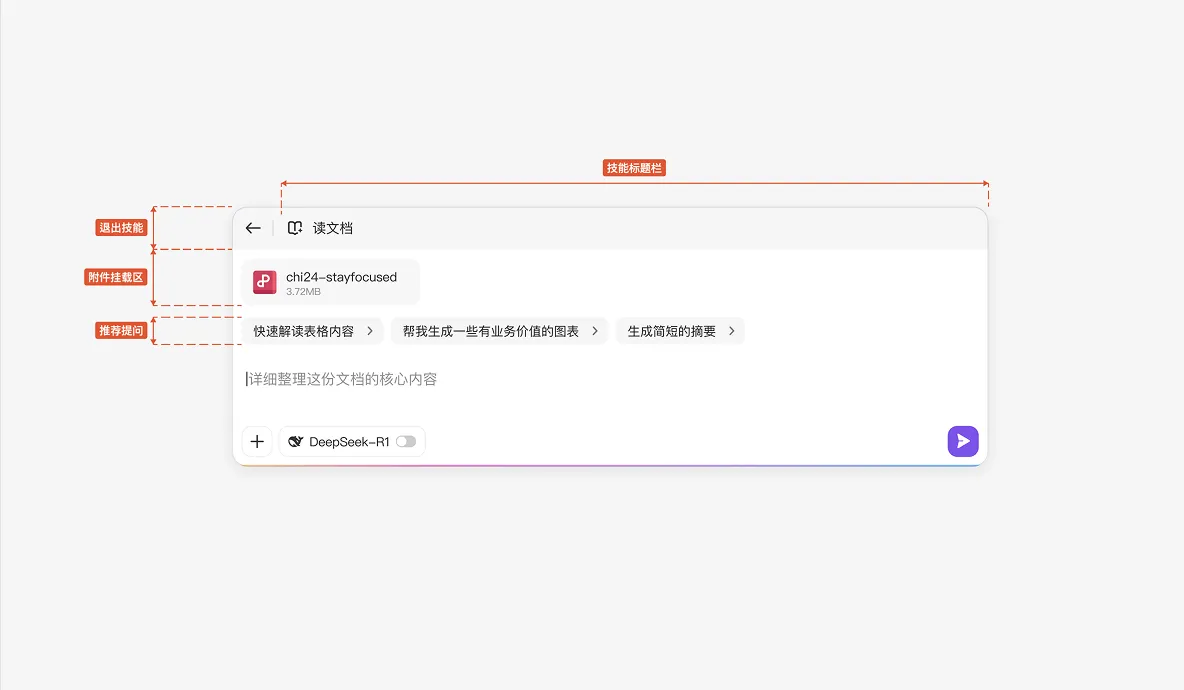 技能标题栏
退出技能
读文档
附件挂载区
chi24-stayfocused
3.72MB
推荐提问
快速解读表格内容
帮我生成一些有业务价值的图表
生成简短的摘要
详细整理这份文档的核心内容
DeepSeek-R1